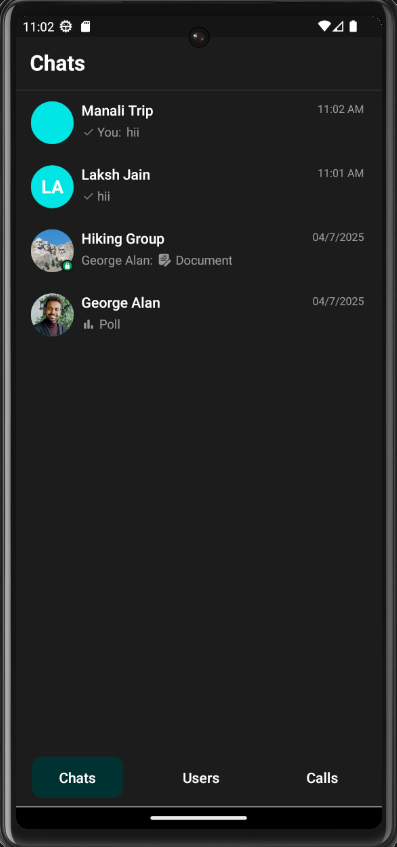 11:02
Chats
Manali Trip 11:02 AM
You: hii
LA Laksh Jain 11:01 AM
hii
Hiking Group 04/7/2025
George Alan: Document
George Alan 04/7/2025
Poll
Chats Users Calls